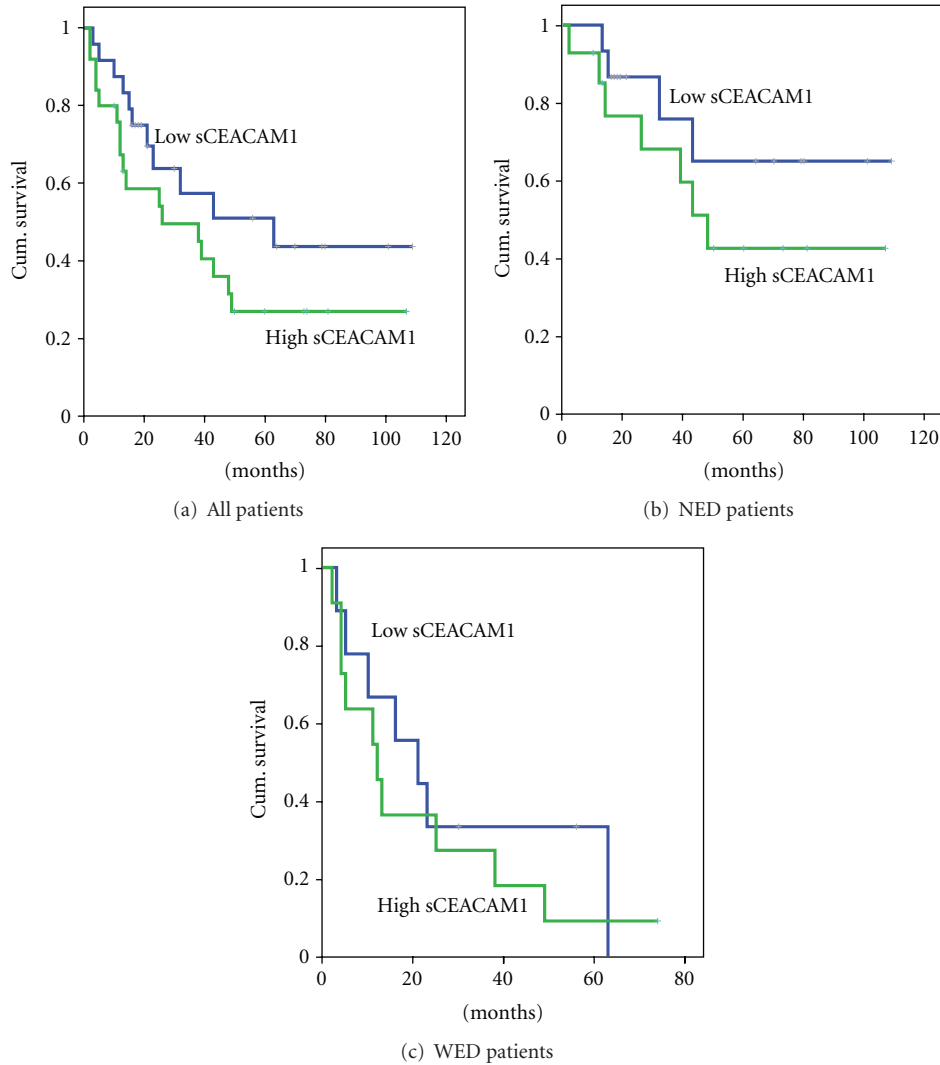 1
0.8
0.6
0.4
0.2
0
Cum. survival
Low sCEACAM1
High sCEACAM1
0 20 40 60 80 100 120
(months)
(a) All patients
1
0.8
0.6
0.4
0.2
0
Cum. survival
Low sCEACAM1
High sCEACAM1
0 20 40 60 80 100 120
(months)
(b) NED patients
1
0.8
0.6
0.4
0.2
0
Cum. survival
Low sCEACAM1
High sCEACAM1
0 20 40 60 80
(months)
(c) WED patients